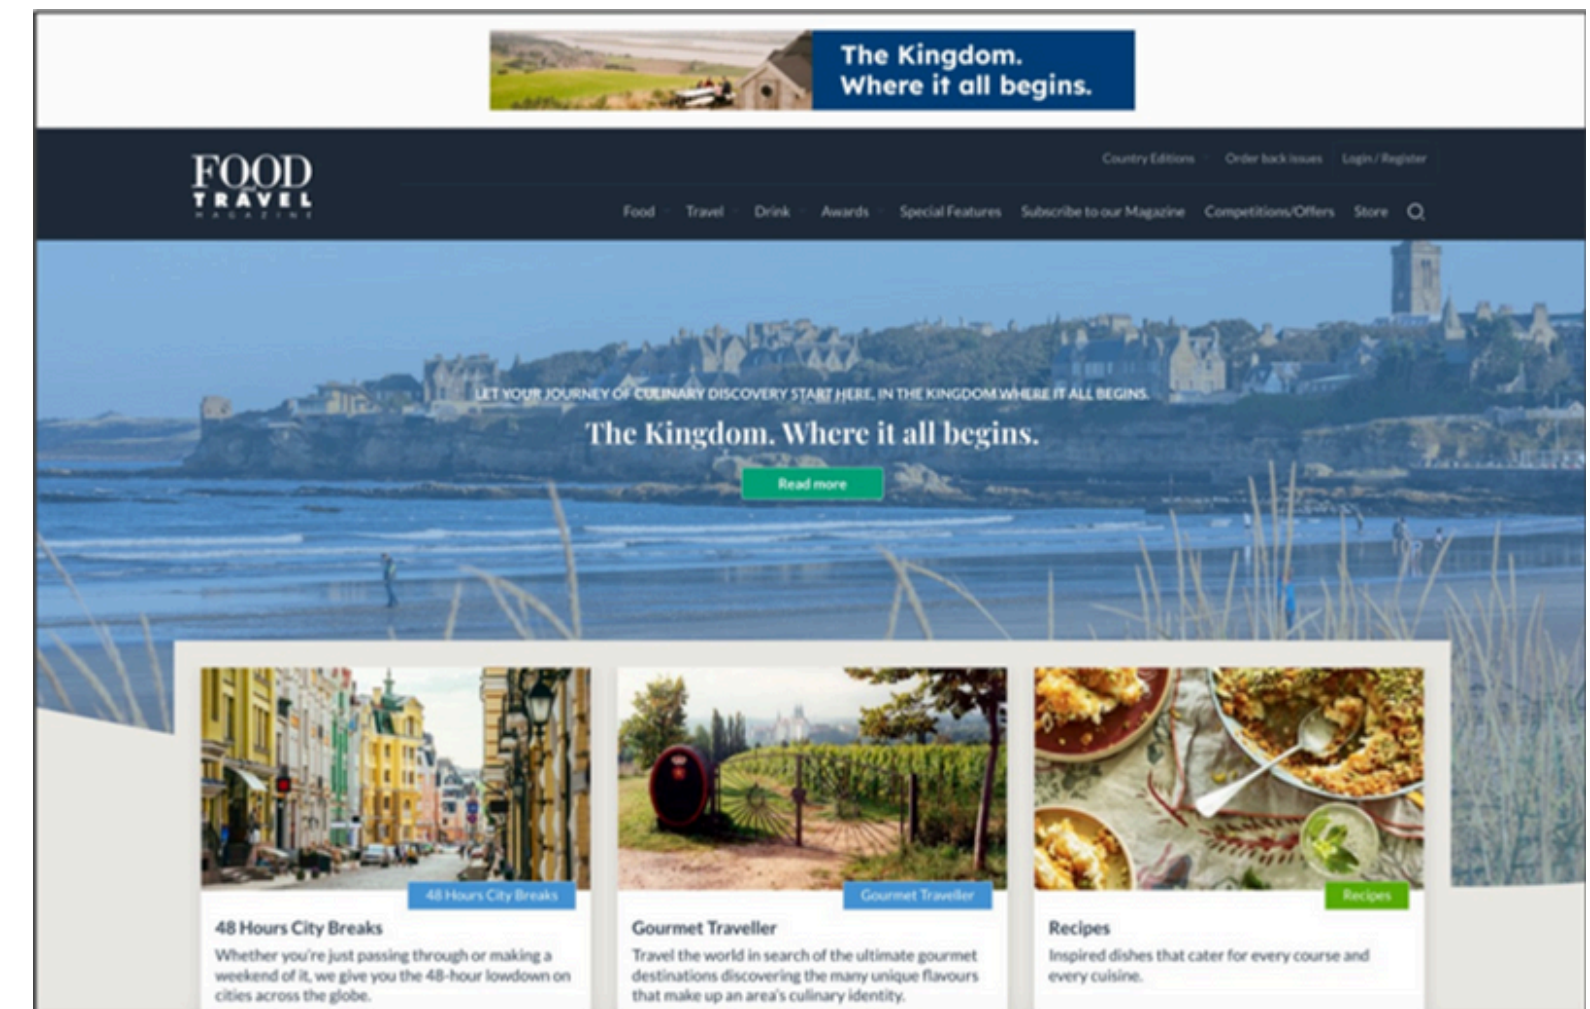 The Kingdom.
Where it all begins.
FOOD
TRAVEL
MAGAZINE
Country Editions
Order back issues
Login / Register
Food
Travel
Drink
Awards
Special Features
Subscribe to our Magazine
Competitions/Offers
Store
LET YOUR JOURNEY OF CULINARY DISCOVERY START HERE, IN THE KINGDOM WHERE IT ALL BEGINS.
The Kingdom. Where it all begins.
Read more
48 Hours City Breaks
48 Hours City Breaks
Whether you're just passing through or making a
weekend of it, we give you the 48-hour lowdown on
cities across the globe.
Gourmet Traveller
Gourmet Traveller
Travel the world in search of the ultimate gourmet
destinations discovering the many unique flavours
that make up an area's culinary identity.
Recipes
Recipes
Inspired dishes that cater for every course and
every cuisine.